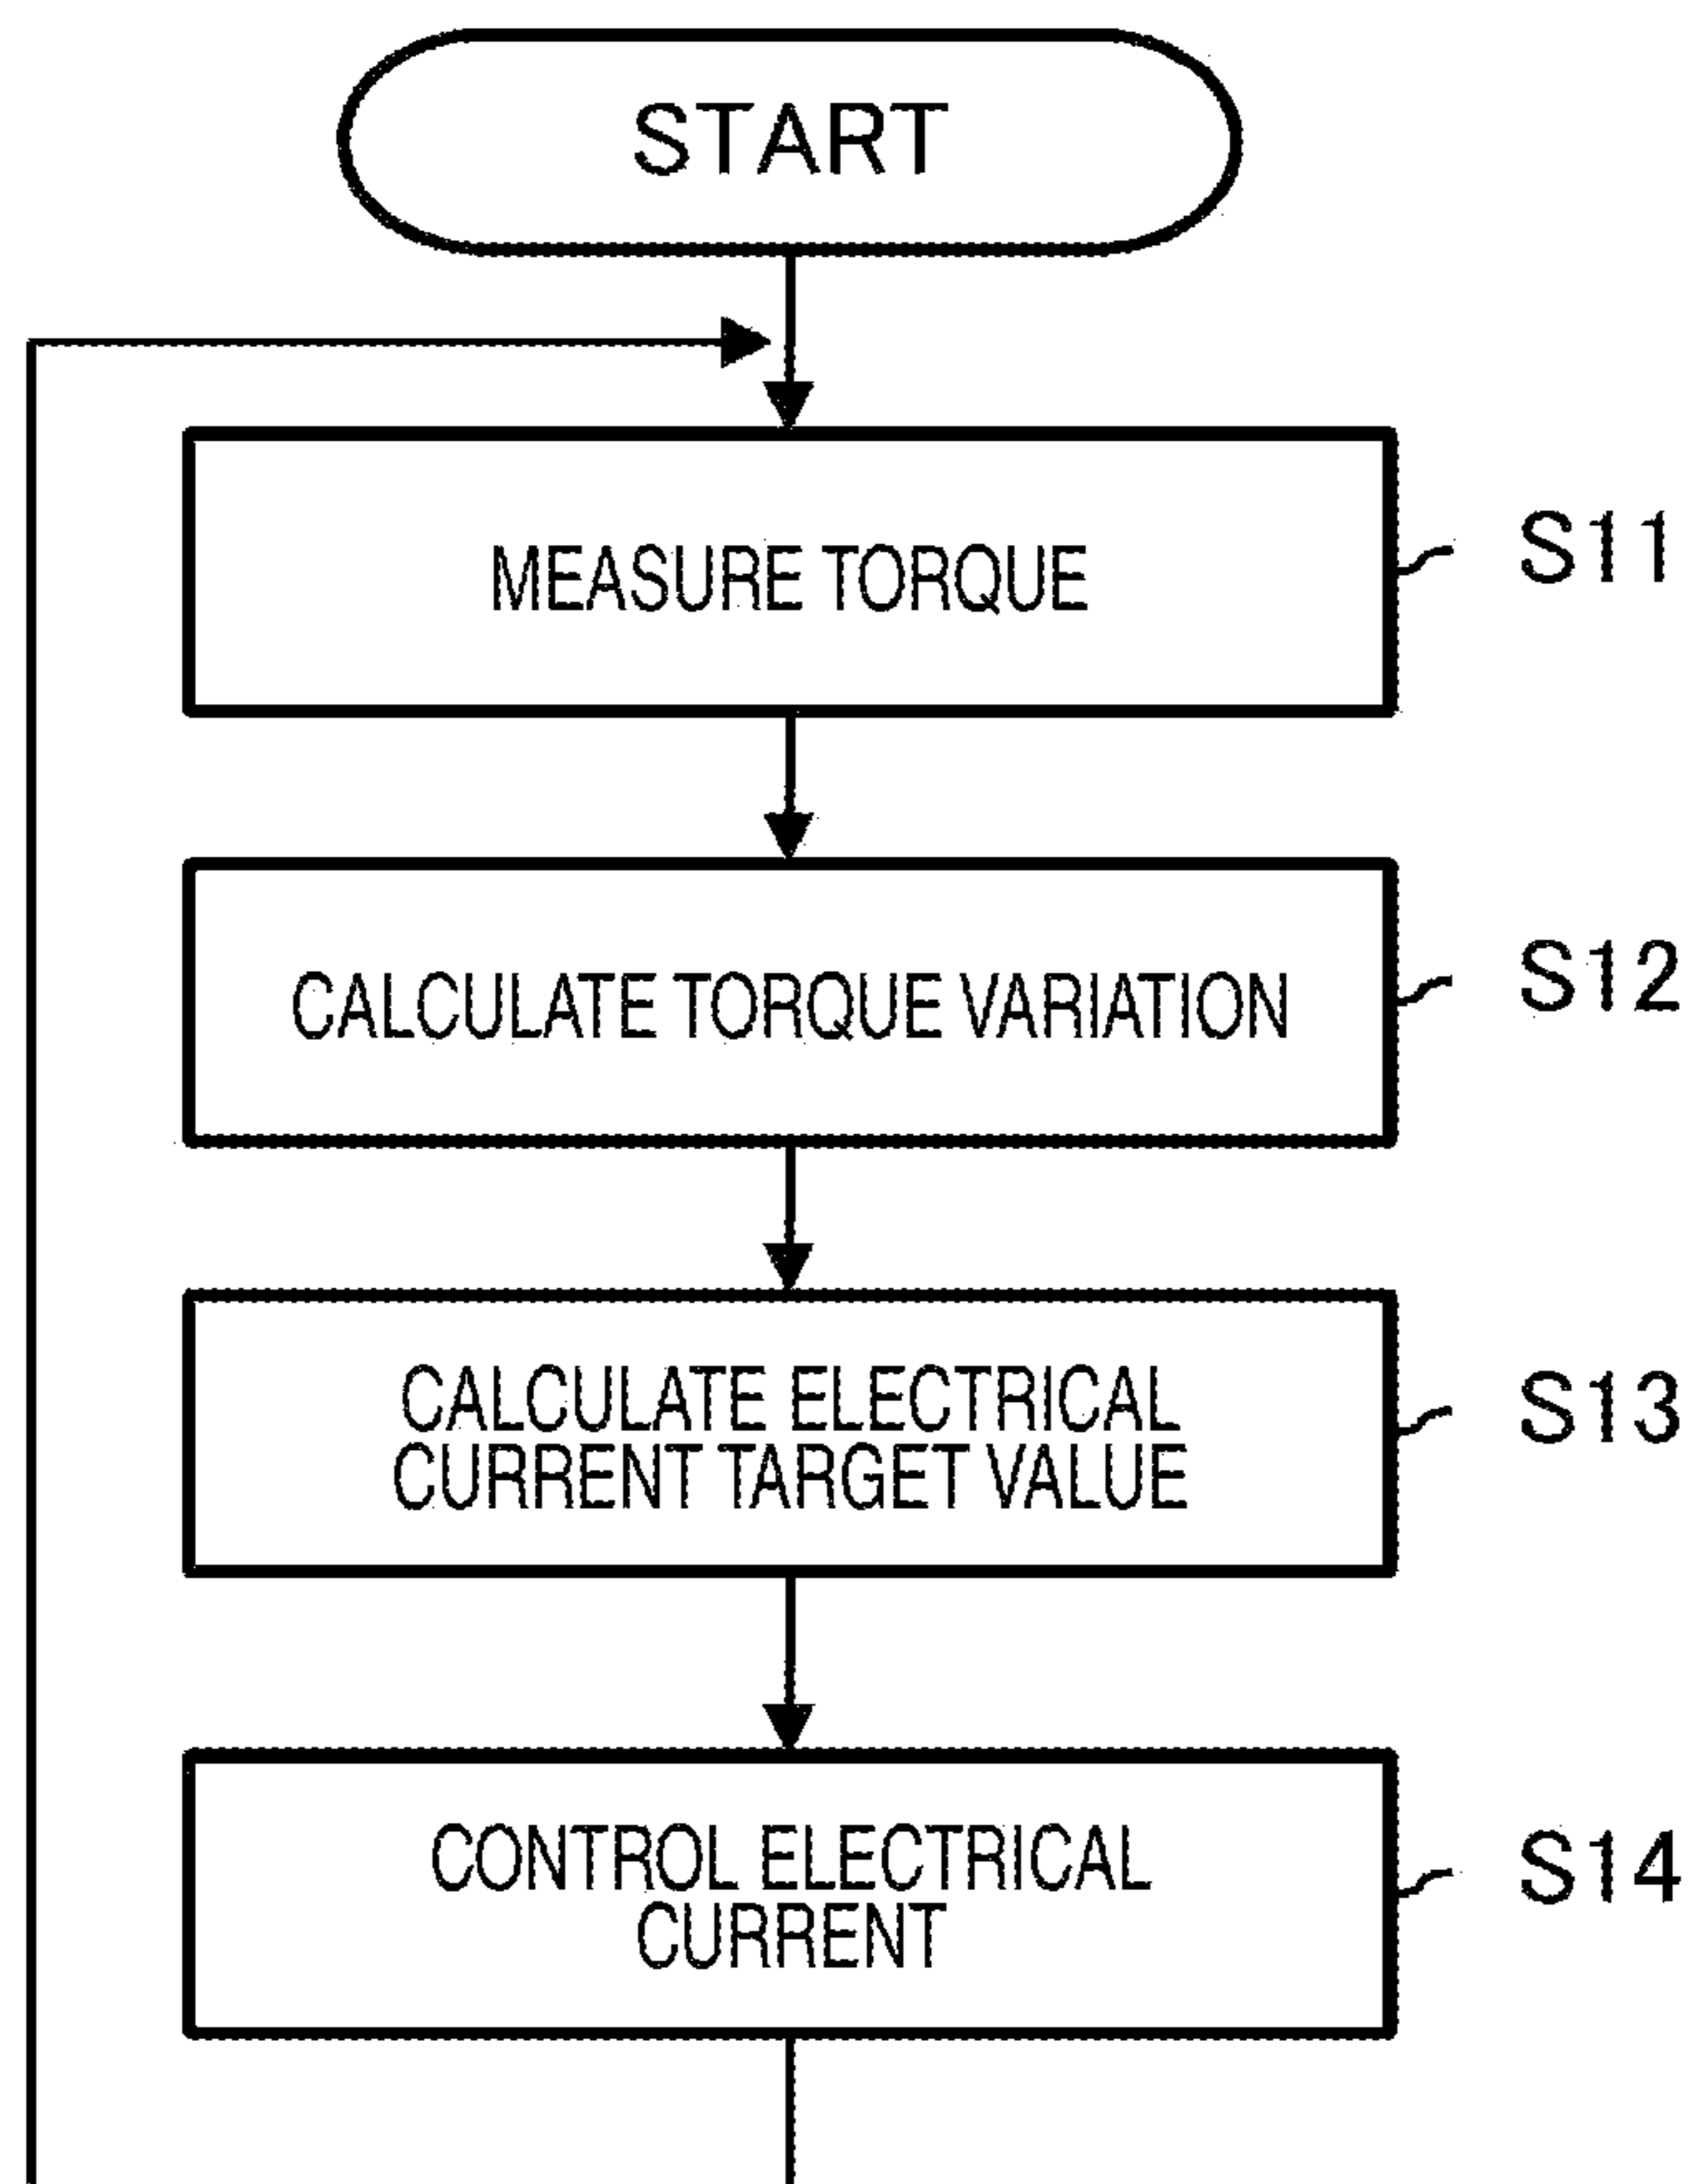 START
MEASURE TORQUE
S11
CALCULATE TORQUE VARIATION
S12
CALCULATE ELECTRICAL
CURRENT TARGET VALUE
S13
CONTROL ELECTRICAL
CURRENT
S14